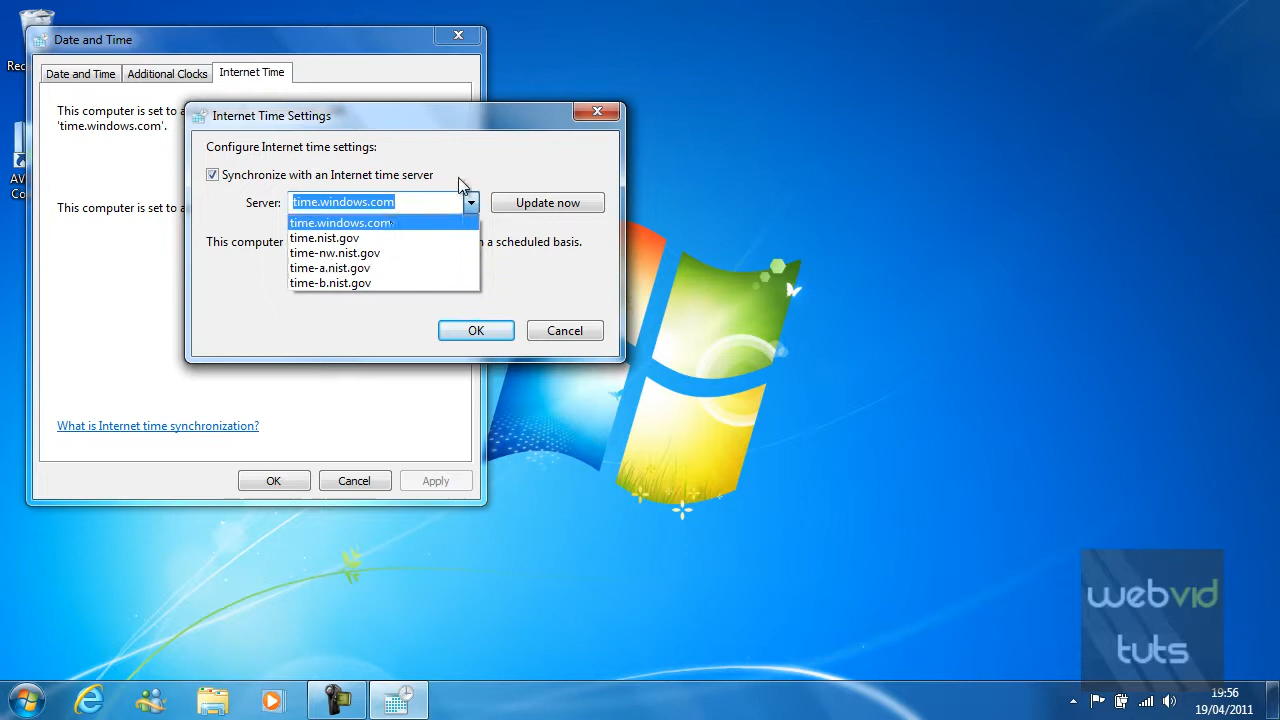 Date and Time
Date and Time
Additional Clocks
Internet Time
This computer is set to a
'time.windows.com'.
This computer is set to a
What is Internet time synchronization?
OK
Cancel
Apply
Internet Time Settings
Configure Internet time settings:
Synchronize with an Internet time server
Server:
time.windows.com
Update now
time.windows.com
time.nist.gov
time-nw.nist.gov
time-a.nist.gov
time-b.nist.gov
This computer
n a scheduled basis.
OK
Cancel
Rec
AV
Co
webvid
tuts
19:56
19/04/2011